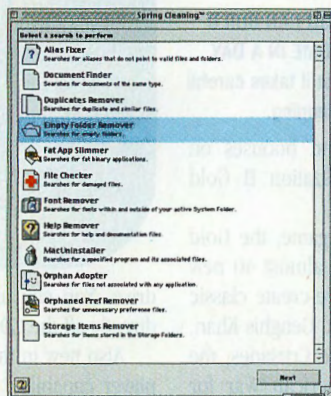 Spring Cleaning™
Select a search to perform
Alias Fixer
Searches for aliases that do not point to valid files and folders.
Document Finder
Searches for documents of the same type.
Duplicates Remover
Searches for duplicate and similar files.
Empty Folder Remover
Searches for empty folders.
Fat App Slimmer
Searches for fat binary applications.
File Checker
Searches for damaged files.
Font Remover
Searches for fonts within and outside of your active System Folder.
Help Remover
Searches for help and documentation files.
MacUninstaller
Searches for a specified program and its associated files.
Orphan Adopter
Searches for files not associated with any application.
Orphaned Pref Remover
Searches for unnecessary preference files.
Storage Items Remover
Searches for items stored in the Storage Folders.
Next